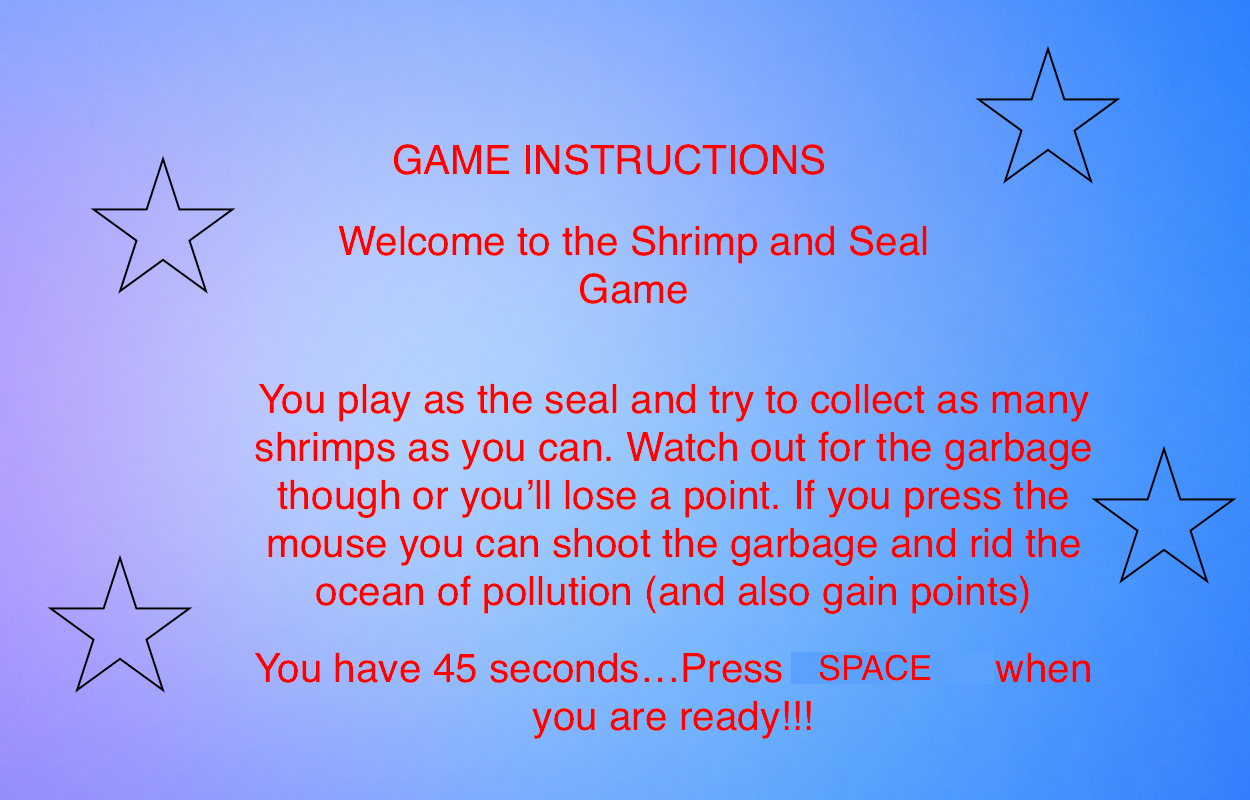 GAME INSTRUCTIONS
Welcome to the Shrimp and Seal
Game
You play as the seal and try to collect as many
shrimps as you can. Watch out for the garbage
though or you’ll lose a point. If you press the
mouse you can shoot the garbage and rid the
ocean of pollution (and also gain points)
You have 45 seconds…Press SPACE when
you are ready!!!